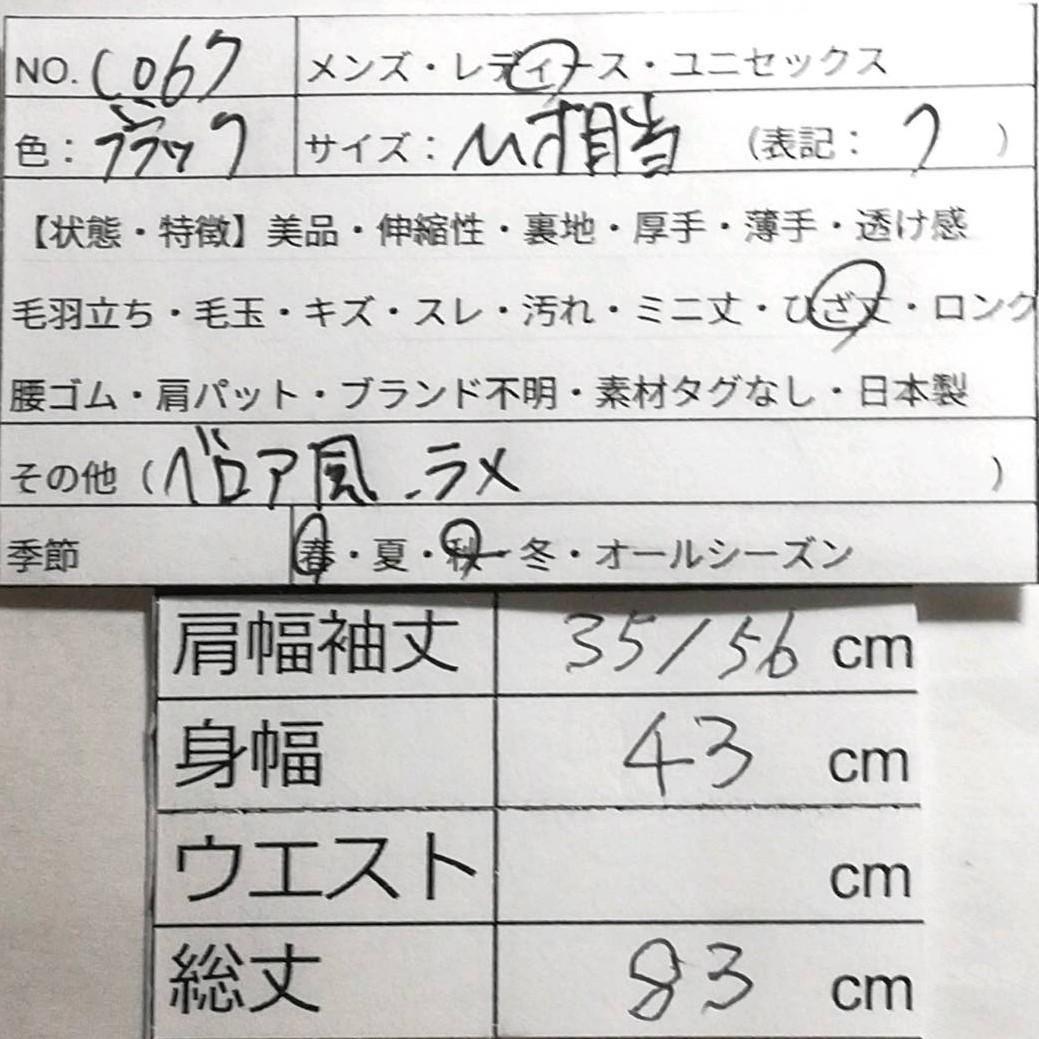 NO. C067 メンズ・レディース・ユニセックス
色：ブラック サイズ：M寸相当 （表記： 7 ）
【状態・特徴】美品・伸縮性・裏地・厚手・薄手・透け感
毛羽立ち・毛玉・キズ・スレ・汚れ・ミニ丈・ひざ丈・ロング
腰ゴム・肩パット・ブランド不明・素材タグなし・日本製
その他（ベロア風、ラメ ）
季節 春・夏・秋・冬・オールシーズン
肩幅袖丈 35/56 cm
身幅 43 cm
ウエスト cm
総丈 83 cm